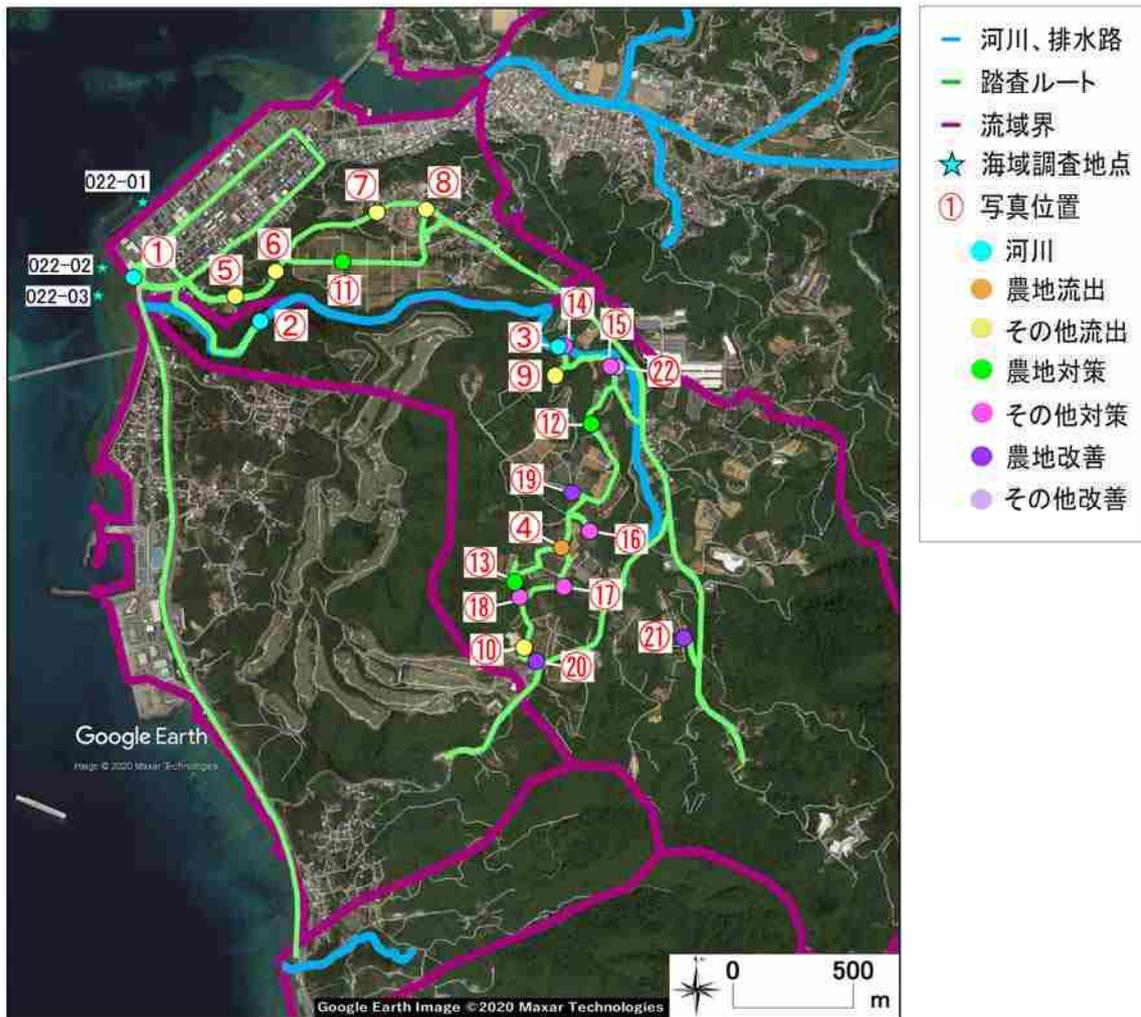 022-01
022-02
022-03
①
②
③
④
⑤
⑥
⑦
⑧
⑨
⑩
⑪
⑫
⑬
⑭
⑮
⑯
⑰
⑱
⑲
⑳
㉑
㉒
Google Earth
Image © 2020 Maxar Technologies
Google Earth Image ©2020 Maxar Technologies
0 500
m
河川、排水路
踏査ルート
流域界
海域調査地点
① 写真位置
河川
農地流出
その他流出
農地対策
その他対策
農地改善
その他改善